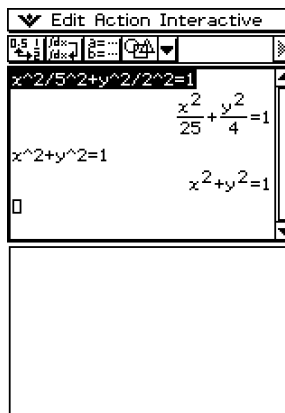 Edit Action Interactive
x^2/5^2+y^2/2^2=1
x²/25+y²/4=1
x^2+y^2=1
x²+y²=1